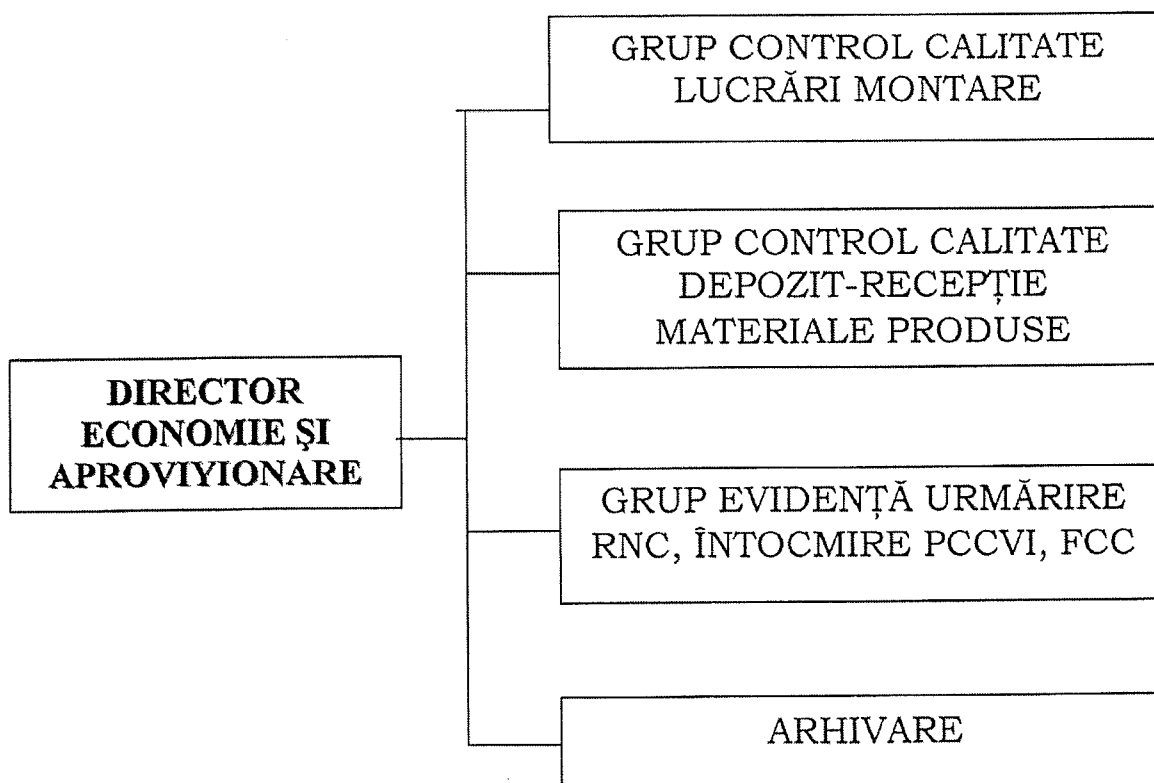 GRUP CONTROL CALITATE
LUCRĂRI MONTARE
GRUP CONTROL CALITATE
DEPOZIT-RECEPȚIE
MATERIALE PRODUSE
DIRECTOR
ECONOMIE ȘI
APROVIYIONARE
GRUP EVIDENȚĂ URMĂRIRE
RNC, ÎNTOCMIRE PCCVI, FCC
ARHIVARE